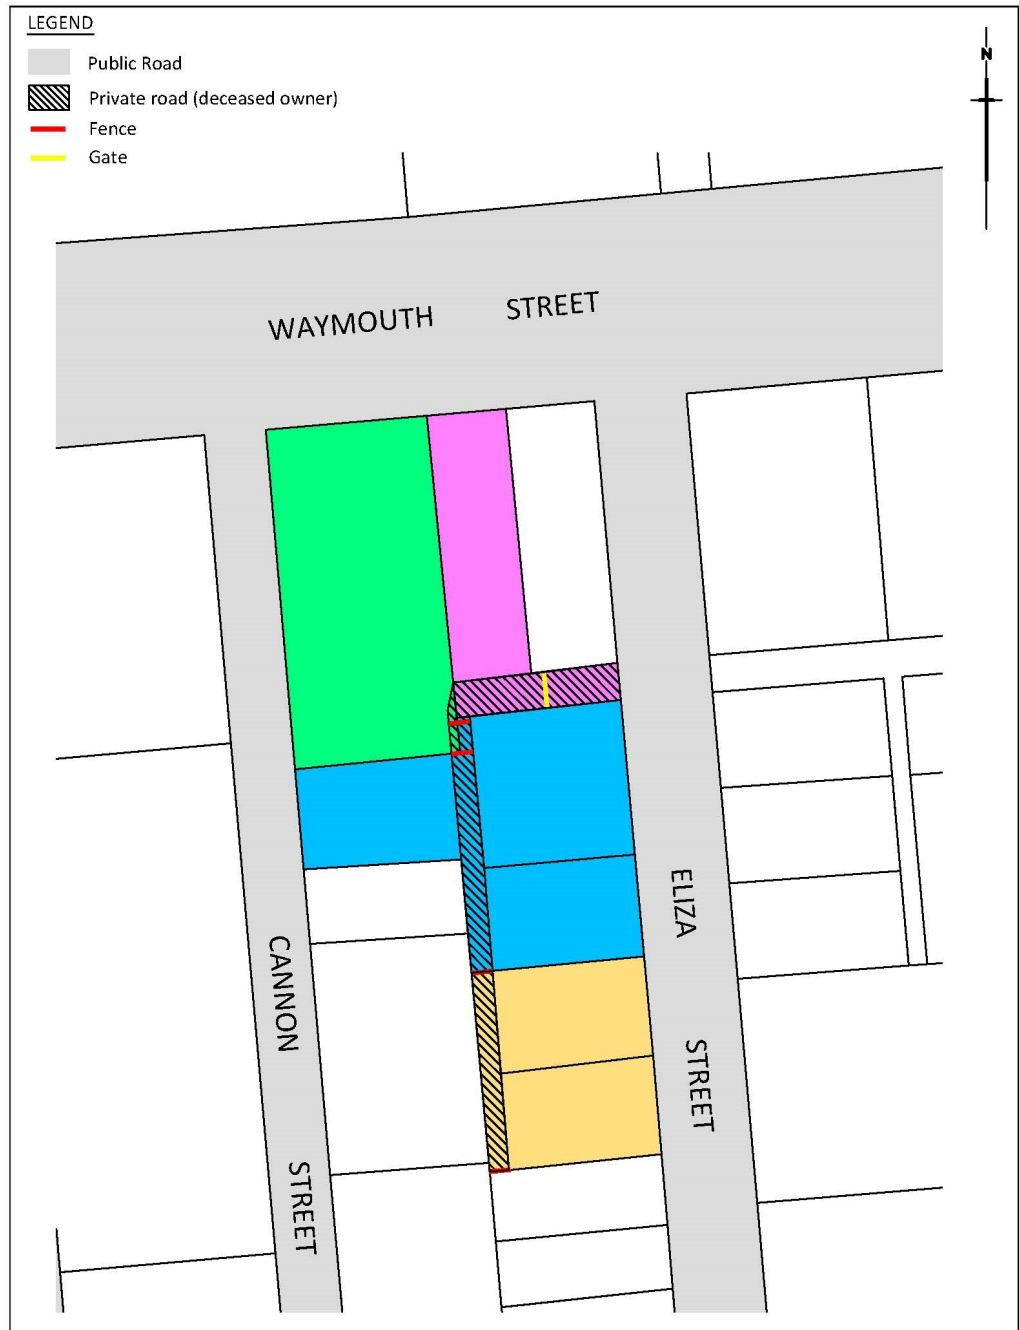 LEGEND
Public Road
Private road (deceased owner)
Fence
Gate
N
WAYMOUTH STREET
ELIZA STREET
CANNON STREET